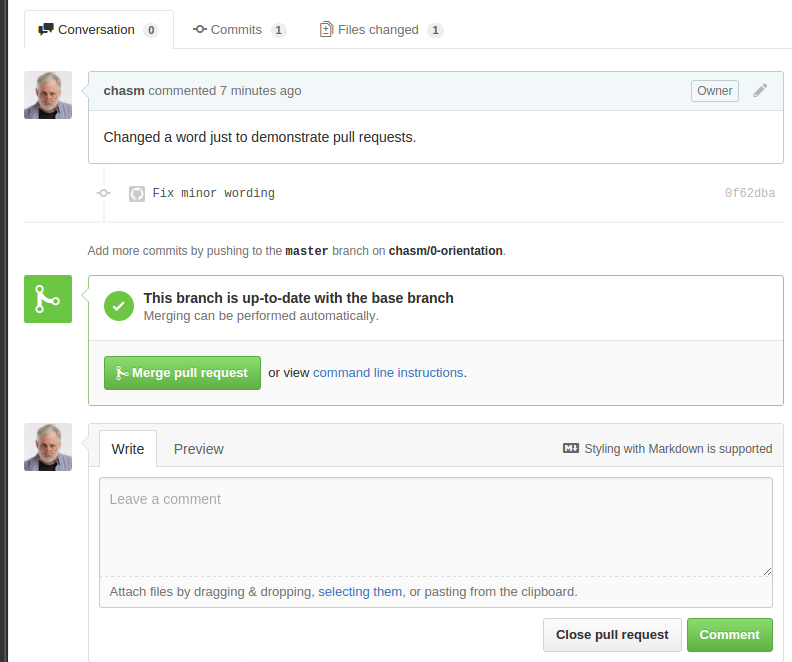 Conversation 0 Commits 1 Files changed 1
chasm commented 7 minutes ago Owner
Changed a word just to demonstrate pull requests.
Fix minor wording 0f62dba
Add more commits by pushing to the master branch on chasm/0-orientation.
This branch is up-to-date with the base branch
Merging can be performed automatically.
Merge pull request or view command line instructions.
Write Preview Styling with Markdown is supported
Leave a comment
Attach files by dragging & dropping, selecting them, or pasting from the clipboard.
Close pull request Comment